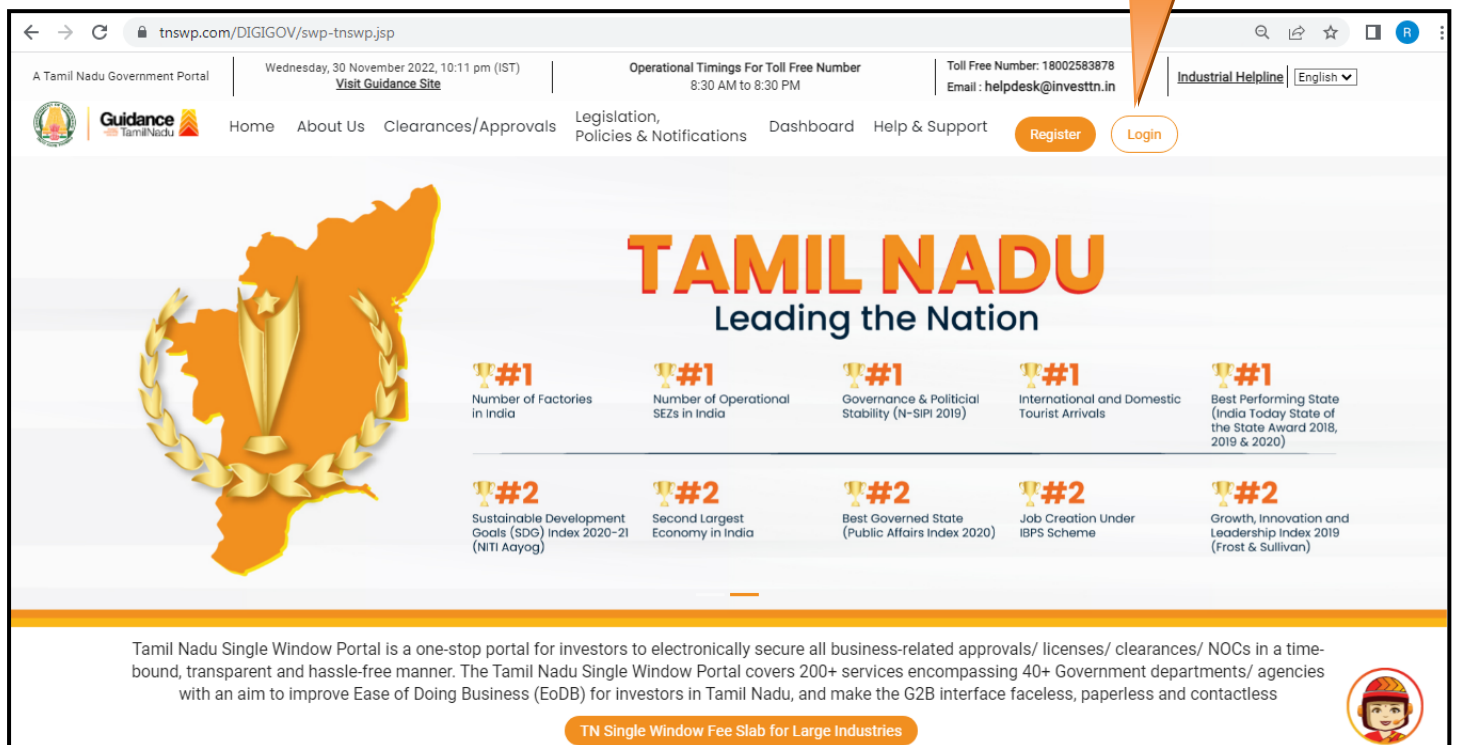 tnswp.com/DIGIGOV/swp-tnswp.jsp
R
A Tamil Nadu Government Portal
Wednesday, 30 November 2022, 10:11 pm (IST)
Visit Guidance Site
Operational Timings For Toll Free Number
8:30 AM to 8:30 PM
Toll Free Number: 18002583878
Email : helpdesk@investtn.in
Industrial Helpline
English
Guidance
TamilNadu
Home
About Us
Clearances/Approvals
Legislation,
Policies & Notifications
Dashboard
Help & Support
Register
Login
TAMIL NADU
Leading the Nation
#1
Number of Factories
in India
#1
Number of Operational
SEZs in India
#1
Governance & Politicial
Stability (N-SIPI 2019)
#1
International and Domestic
Tourist Arrivals
#1
Best Performing State
(India Today State of
the State Award 2018,
2019 & 2020)
#2
Sustainable Development
Goals (SDG) Index 2020-21
(NITI Aayog)
#2
Second Largest
Economy in India
#2
Best Governed State
(Public Affairs Index 2020)
#2
Job Creation Under
IBPS Scheme
#2
Growth, Innovation and
Leadership Index 2019
(Frost & Sullivan)
Tamil Nadu Single Window Portal is a one-stop portal for investors to electronically secure all business-related approvals/ licenses/ clearances/ NOCs in a time-
bound, transparent and hassle-free manner. The Tamil Nadu Single Window Portal covers 200+ services encompassing 40+ Government departments/ agencies
with an aim to improve Ease of Doing Business (EoDB) for investors in Tamil Nadu, and make the G2B interface faceless, paperless and contactless
TN Single Window Fee Slab for Large Industries